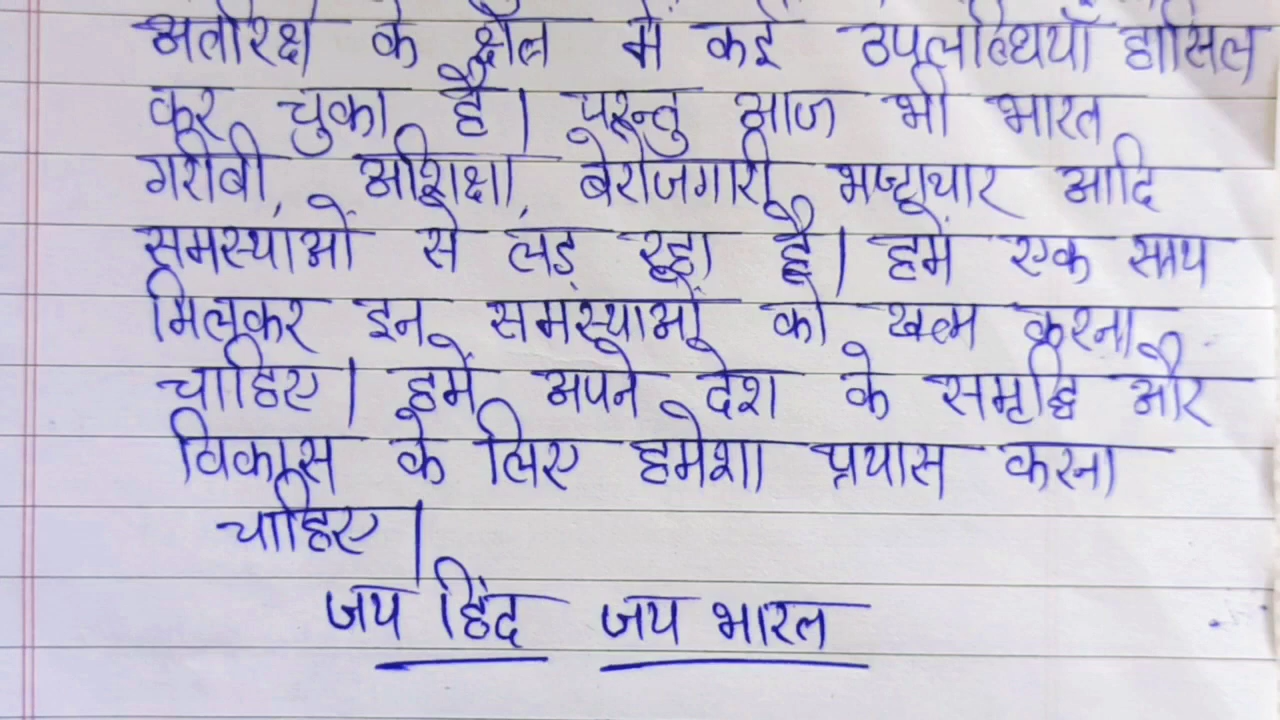 अंतरिक्ष के क्षेत्र में कई उपलब्धियाँ हासिल
कर चुका है। परन्तु आज भी भारत
गरीबी, अशिक्षा, बेरोजगारी, भ्रष्टाचार आदि
समस्याओं से लड़ रहा है। हमें एक साथ
मिलकर इन समस्याओं को खत्म करना
चाहिए। हमें अपने देश के समृद्धि और
विकास के लिए हमेशा प्रयास करना
चाहिए।
जय हिंद जय भारत